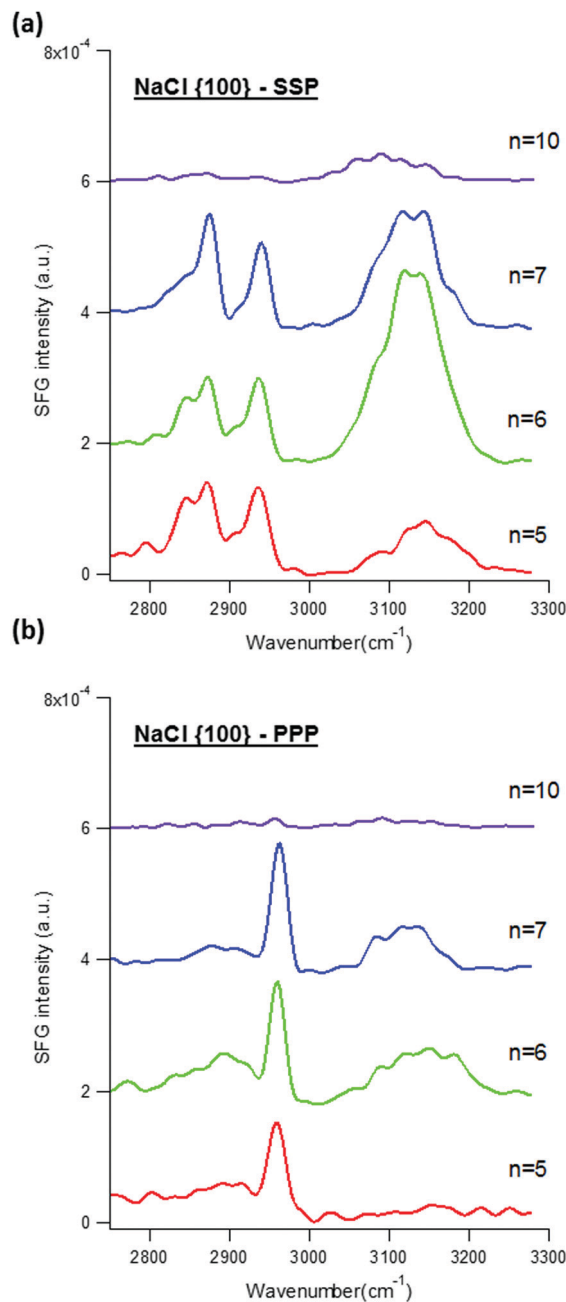 (a)
8x10⁻⁴
NaCl {100} - SSP
n=10
6
n=7
4
n=6
2
n=5
0
SFG intensity (a.u.)
2800 2900 3000 3100 3200 3300
Wavenumber(cm⁻¹)
(b)
8x10⁻⁴
NaCl {100} - PPP
n=10
6
n=7
4
n=6
2
n=5
0
SFG intensity (a.u.)
2800 2900 3000 3100 3200 3300
Wavenumber(cm⁻¹)